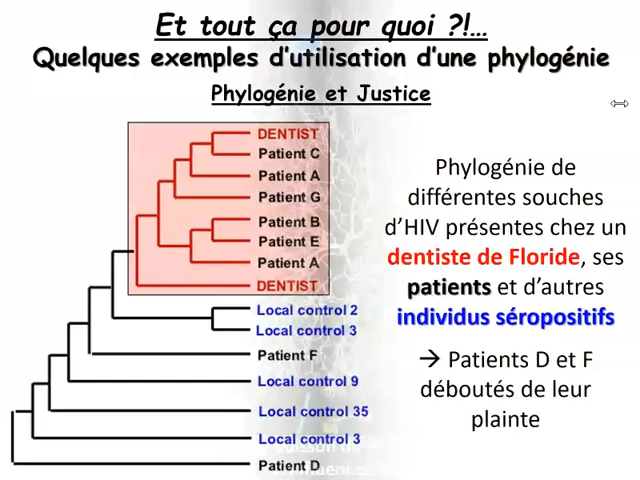 Et tout ça pour quoi ?!...
Quelques exemples d'utilisation d'une phylogénie
Phylogénie et Justice
DENTIST
Patient C
Patient A
Patient G
Patient B
Patient E
Patient A
DENTIST
Local control 2
Local control 3
Patient F
Local control 9
Local control 35
Local control 3
Patient D
Phylogénie de
différentes souches
d'HIV présentes chez un
dentiste de Floride, ses
patients et d'autres
individus séropositifs
→ Patients D et F
déboutés de leur
plainte